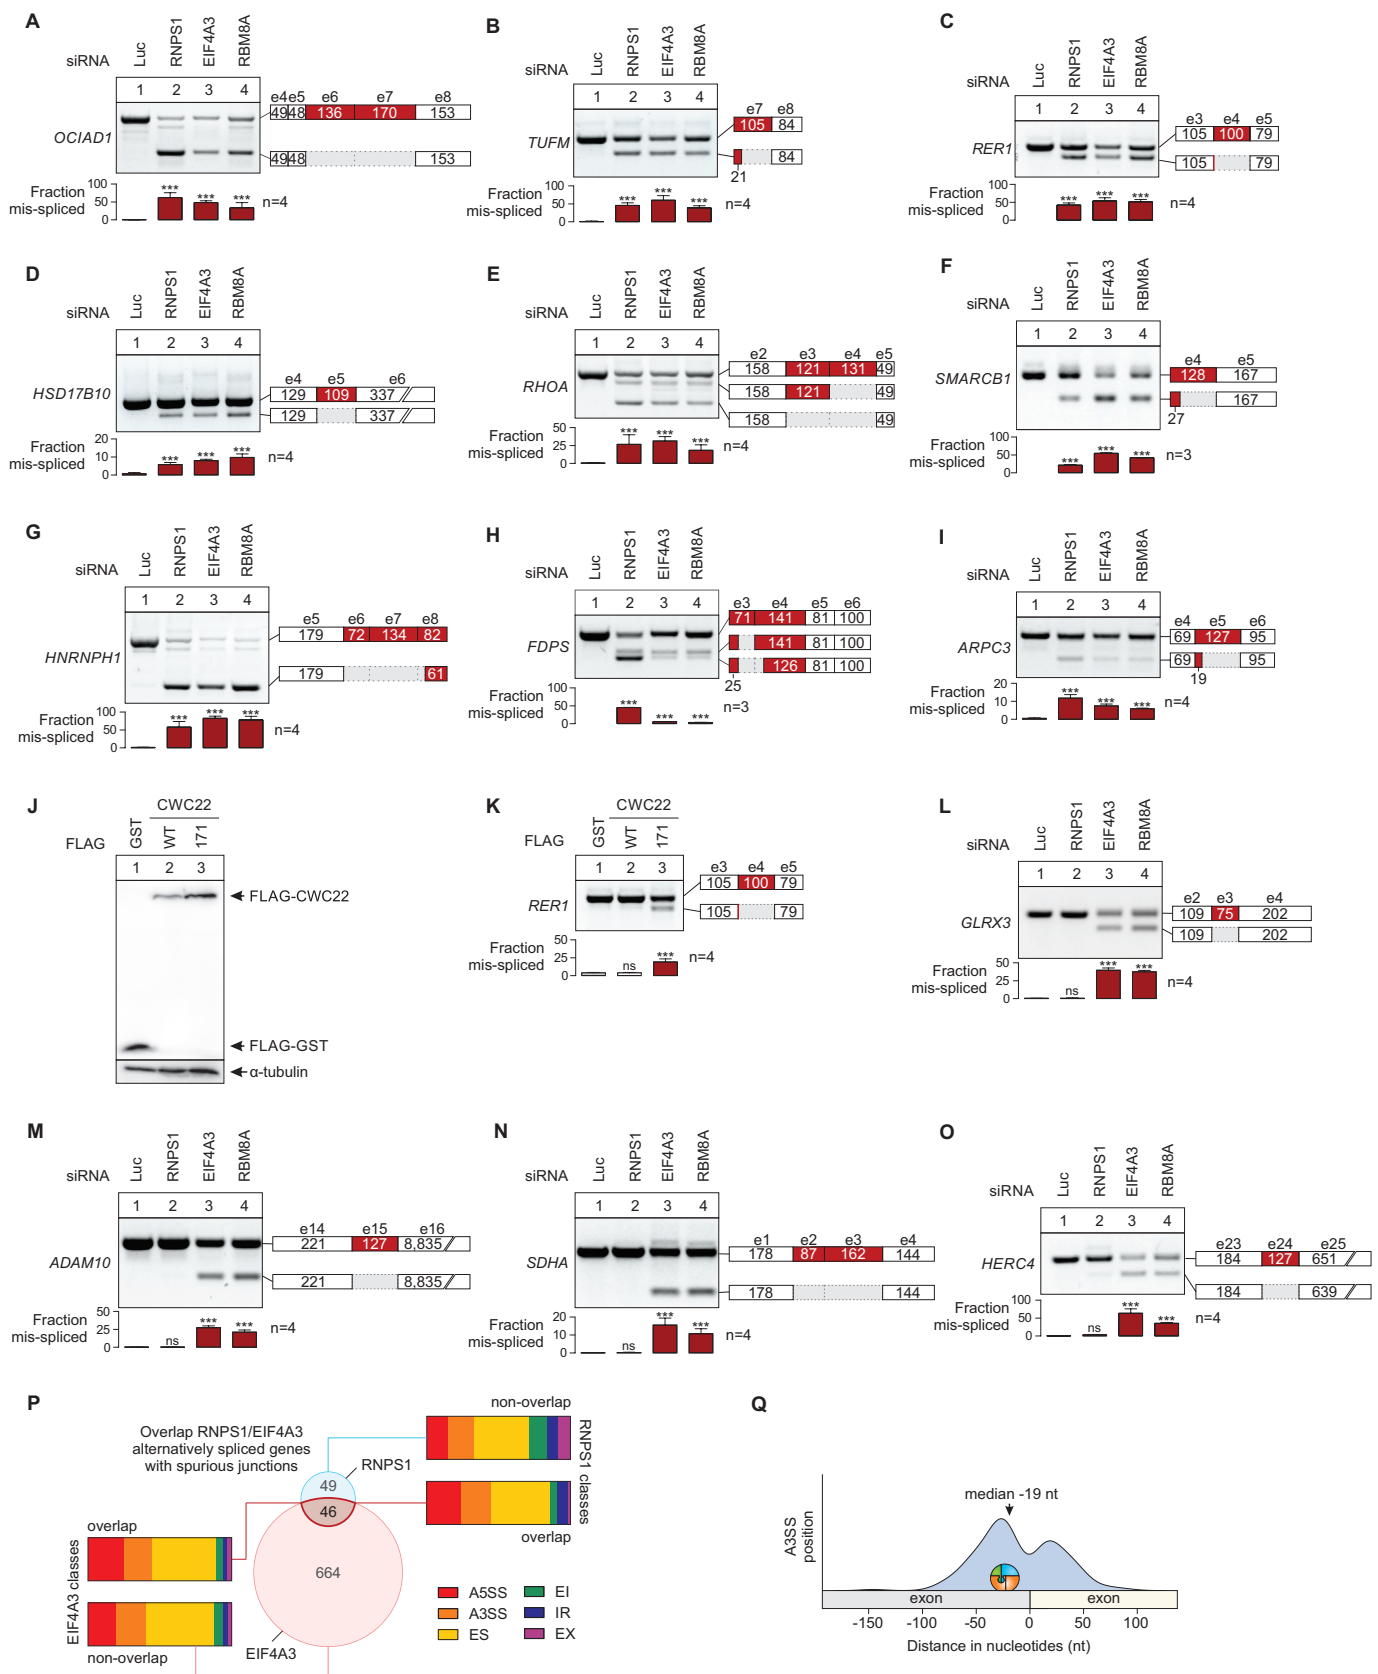 A
siRNA
Luc
RNPS1
EIF4A3
RBM8A
1 2 3 4
OCIAD1
e4e5 e6 e7 e8
49 48 136 170 153
49 48 153
Fraction mis-spliced
100
50
0
*** *** ***
n=4
B
siRNA
Luc
RNPS1
EIF4A3
RBM8A
1 2 3 4
TUFM
e7 e8
105 84
84
21
Fraction mis-spliced
100
50
0
*** *** ***
n=4
C
siRNA
Luc
RNPS1
EIF4A3
RBM8A
1 2 3 4
RER1
e3 e4 e5
105 100 79
105 79
Fraction mis-spliced
100
50
0
*** *** ***
n=4
D
siRNA
Luc
RNPS1
EIF4A3
RBM8A
1 2 3 4
HSD17B10
e4 e5 e6
129 109 337
129 337
Fraction mis-spliced
20
10
0
*** *** ***
n=4
E
siRNA
Luc
RNPS1
EIF4A3
RBM8A
1 2 3 4
RHOA
e2 e3 e4 e5
158 121 131 49
158 121 49
158 49
Fraction mis-spliced
50
25
0
*** *** ***
n=4
F
siRNA
Luc
RNPS1
EIF4A3
RBM8A
1 2 3 4
SMARCB1
e4 e5
128 167
167
27
Fraction mis-spliced
100
50
0
*** *** ***
n=3
G
siRNA
Luc
RNPS1
EIF4A3
RBM8A
1 2 3 4
HNRNPH1
e5 e6 e7 e8
179 72 134 82
179 61
Fraction mis-spliced
100
50
0
*** *** ***
n=4
H
siRNA
Luc
RNPS1
EIF4A3
RBM8A
1 2 3 4
FDPS
e3 e4 e5 e6
71 141 81 100
141 81 100
126 81 100
25
Fraction mis-spliced
100
50
0
*** *** ***
n=3
I
siRNA
Luc
RNPS1
EIF4A3
RBM8A
1 2 3 4
ARPC3
e4 e5 e6
69 127 95
69 95
19
Fraction mis-spliced
20
10
0
*** *** ***
n=4
J
CWC22
FLAG
GST
WT
171
1 2 3
FLAG-CWC22
FLAG-GST
α-tubulin
K
CWC22
FLAG
GST
WT
171
1 2 3
RER1
e3 e4 e5
105 100 79
105 79
Fraction mis-spliced
50
25
0
ns ***
n=4
L
siRNA
Luc
RNPS1
EIF4A3
RBM8A
1 2 3 4
GLRX3
e2 e3 e4
109 75 202
109 202
Fraction mis-spliced
50
25
0
ns *** ***
n=4
M
siRNA
Luc
RNPS1
EIF4A3
RBM8A
1 2 3 4
ADAM10
e14 e15 e16
221 127 8,835
221 8,835
Fraction mis-spliced
50
25
0
ns *** ***
n=4
N
siRNA
Luc
RNPS1
EIF4A3
RBM8A
1 2 3 4
SDHA
e1 e2 e3 e4
178 87 162 144
178 144
Fraction mis-spliced
20
10
0
ns *** ***
n=4
O
siRNA
Luc
RNPS1
EIF4A3
RBM8A
1 2 3 4
HERC4
e23 e24 e25
184 127 651
184 639
Fraction mis-spliced
100
50
0
ns *** ***
n=4
P
Overlap RNPS1/EIF4A3
alternatively spliced genes
with spurious junctions
RNPS1
49
46
664
EIF4A3
non-overlap
overlap
RNPS1 classes
overlap
non-overlap
EIF4A3 classes
A5SS
A3SS
ES
EI
IR
EX
Q
median -19 nt
A3SS
position
exon exon
-150 -100 -50 0 50 100
Distance in nucleotides (nt)